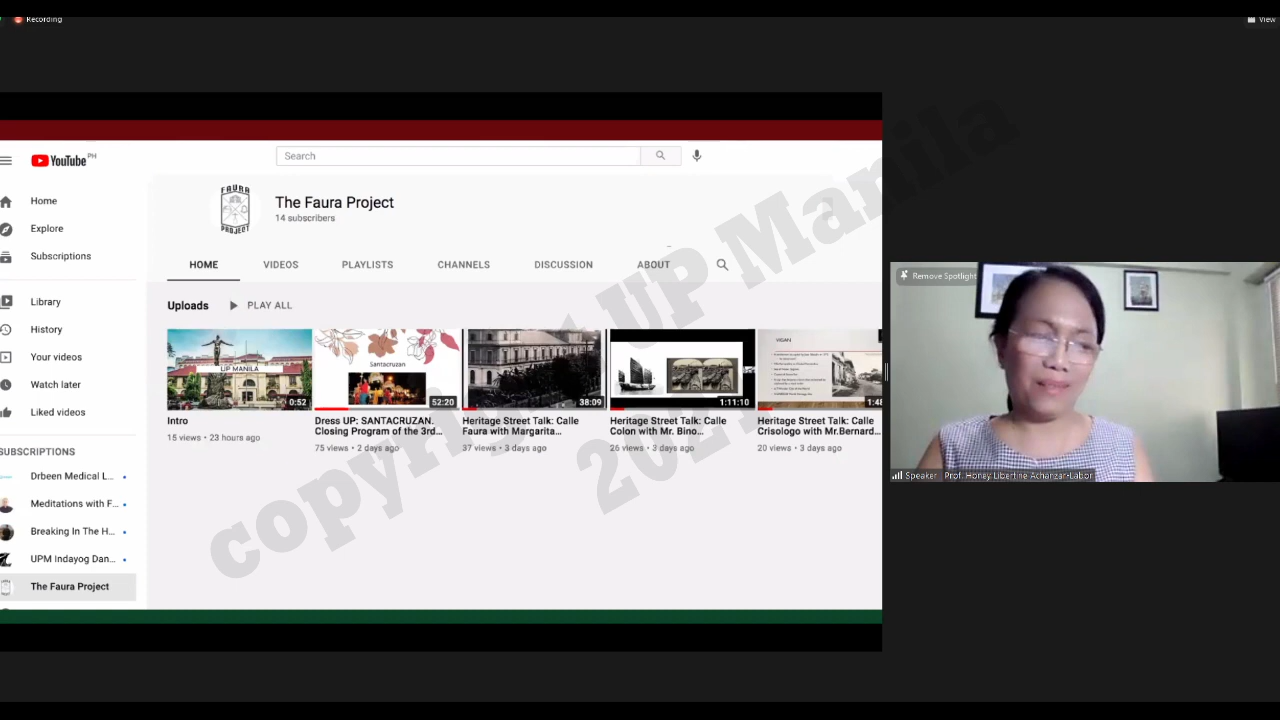 Recording
View
YouTube PH
Search
Home
Explore
Subscriptions
Library
History
Your videos
Watch later
Liked videos
SUBSCRIPTIONS
Drbeen Medical L...
Meditations with F...
Breaking In The H...
UPM Indayog Dan...
The Faura Project
FAURA
PROJECT
The Faura Project
14 subscribers
HOME VIDEOS PLAYLISTS CHANNELS DISCUSSION ABOUT
Uploads PLAY ALL
UP MANILA
0:52
Intro
15 views • 23 hours ago
Santacruzan
52:20
Dress UP: SANTACRUZAN.
Closing Program of the 3rd...
75 views • 2 days ago
38:09
Heritage Street Talk: Calle
Faura with Margarita...
37 views • 3 days ago
1:11:10
Heritage Street Talk: Calle
Colon with Mr. Bino...
26 views • 3 days ago
VIGAN
1:48
Heritage Street Talk: Calle
Crisologo with Mr.Bernard...
20 views • 3 days ago
copyright UP Manila
2021
Remove Spotlight
Speaker Prof. Honey Libertine Achanzar-Labor